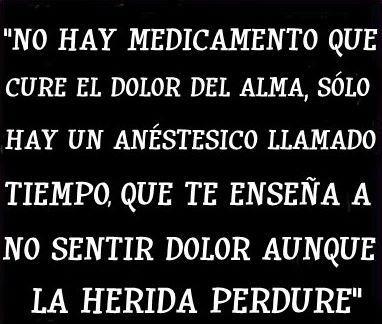 "NO HAY MEDICAMENTO QUE
CURE EL DOLOR DEL ALMA, SÓLO
HAY UN ANÉSTESICO LLAMADO
TIEMPO, QUE TE ENSEÑA A
NO SENTIR DOLOR AUNQUE
LA HERIDA PERDURE"